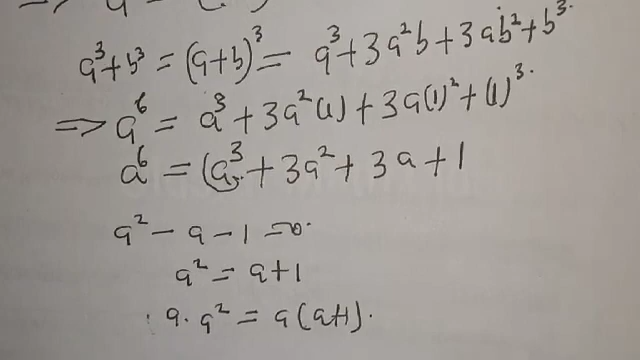 a³+b³ = (a+b)³ = a³+3a²b+3ab²+b³.
⇒ a⁶ = a³+3a²(1)+3a(1)²+(1)³.
a⁶ = (a³+3a²+3a+1
a²-a-1=0.
a² = a+1
a.a² = a(a+1).